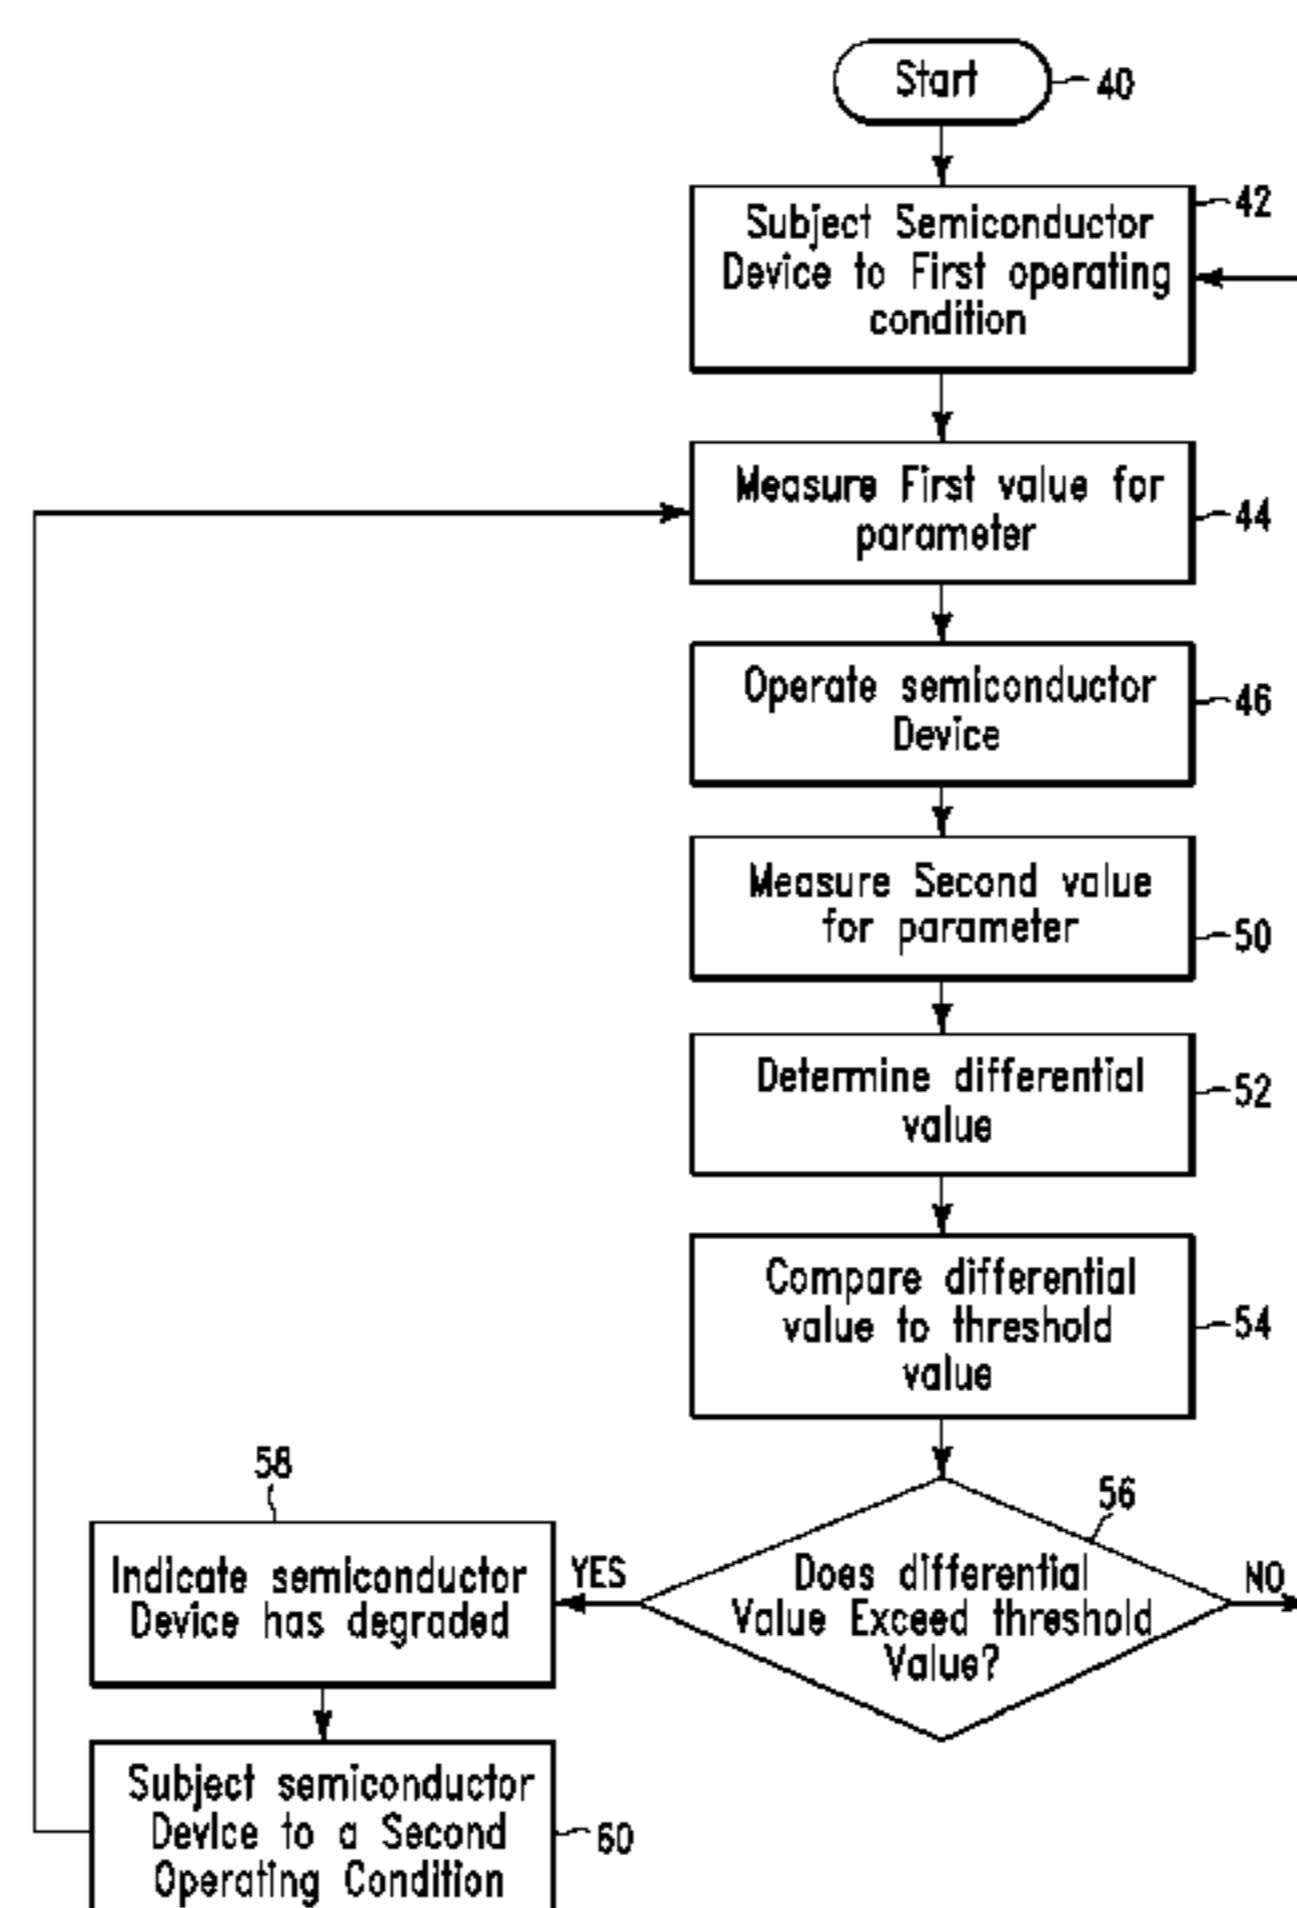 Start
40
Subject Semiconductor
Device to First operating
condition
42
Measure First value for
parameter
44
Operate semiconductor
Device
46
Measure Second value
for parameter
50
Determine differential
value
52
Compare differential
value to threshold
value
54
Does differential
Value Exceed threshold
Value?
56
YES
NO
58
Indicate semiconductor
Device has degraded
Subject semiconductor
Device to a Second
Operating Condition
60